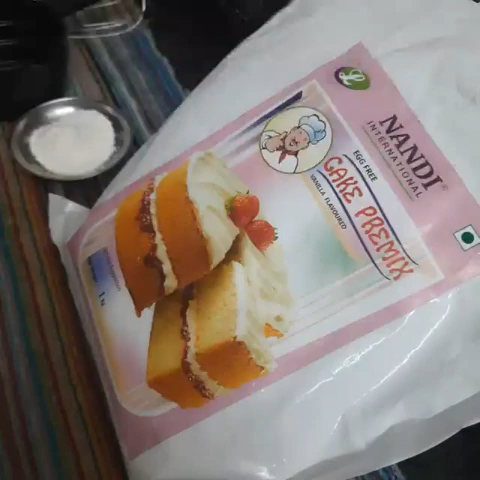 NANDI®
INTERNATIONAL
EGG FREE
CAKE PREMIX
VANILLA FLAVOURED